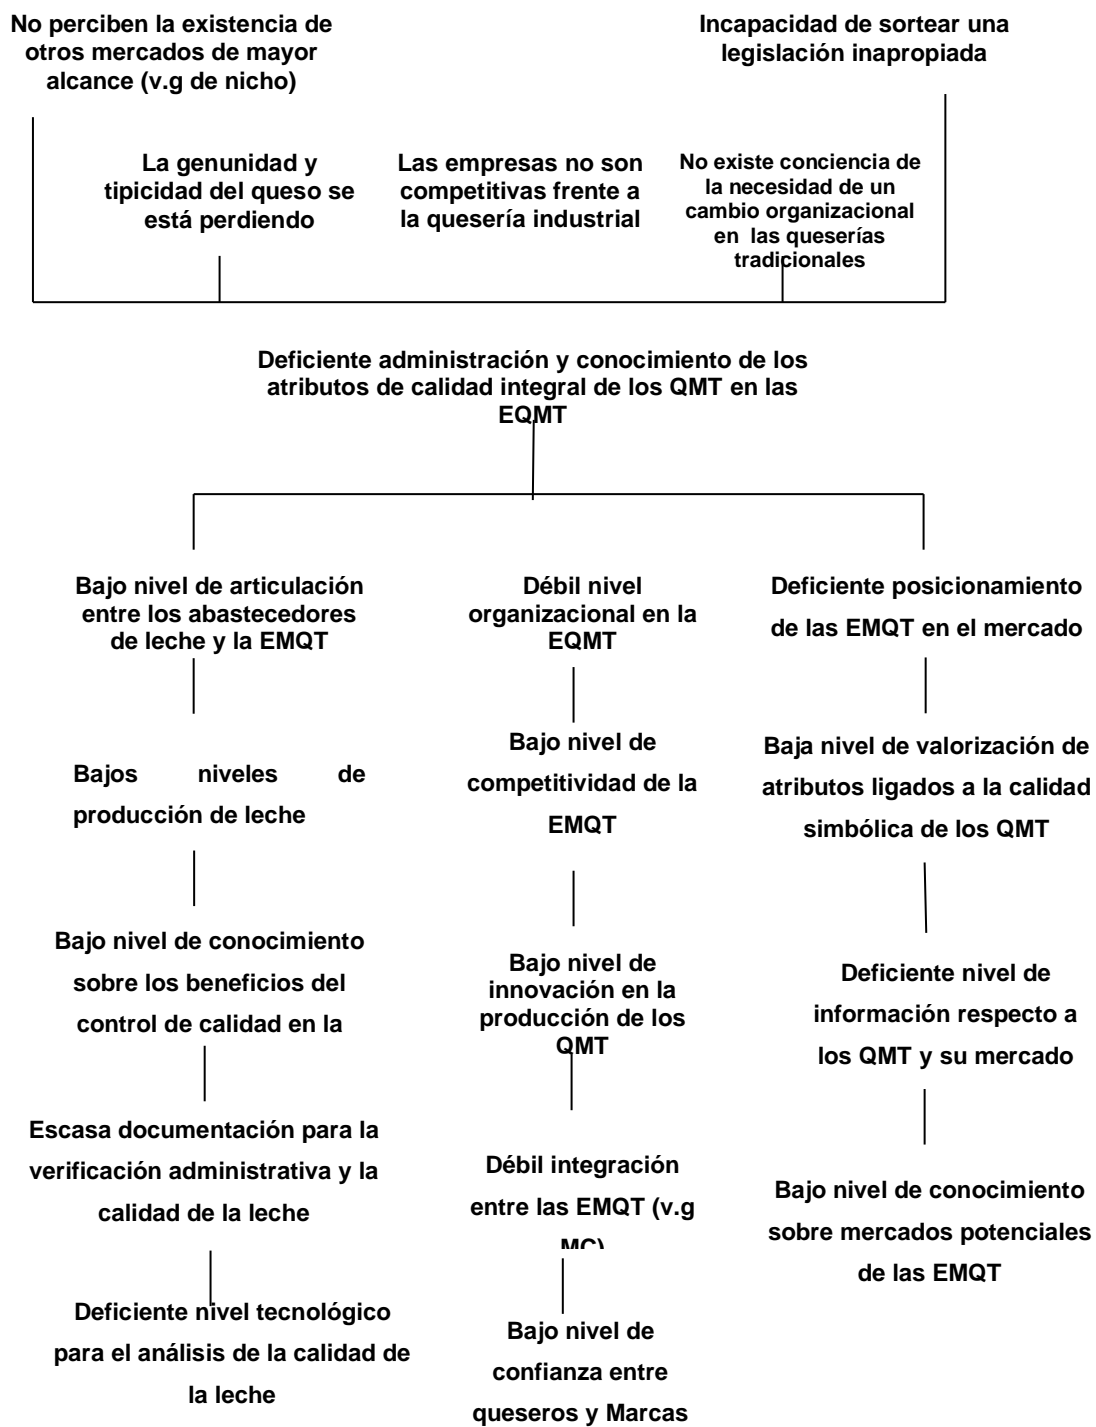 No perciben la existencia de
otros mercados de mayor
alcance (v.g de nicho)
Incapacidad de sortear una
legislación inapropiada
La genunidad y
tipicidad del queso se
está perdiendo
Las empresas no son
competitivas frente a
la quesería industrial
No existe conciencia de
la necesidad de un
cambio organizacional
en las queserías
tradicionales
Deficiente administración y conocimiento de los
atributos de calidad integral de los QMT en las
EQMT
Bajo nivel de articulación
entre los abastecedores
de leche y la EMQT
Débil nivel
organizacional en la
EQMT
Deficiente posicionamiento
de las EMQT en el mercado
Bajos niveles de
producción de leche
Bajo nivel de
competitividad de la
EMQT
Baja nivel de valorización de
atributos ligados a la calidad
simbólica de los QMT
Bajo nivel de conocimiento
sobre los beneficios del
control de calidad en la
Bajo nivel de
innovación en la
producción de los
QMT
Deficiente nivel de
información respecto a
los QMT y su mercado
Escasa documentación para la
verificación administrativa y la
calidad de la leche
Débil integración
entre las EMQT (v.g
MC)
Bajo nivel de conocimiento
sobre mercados potenciales
de las EMQT
Deficiente nivel tecnológico
para el análisis de la calidad de
la leche
Bajo nivel de
confianza entre
queseros y Marcas